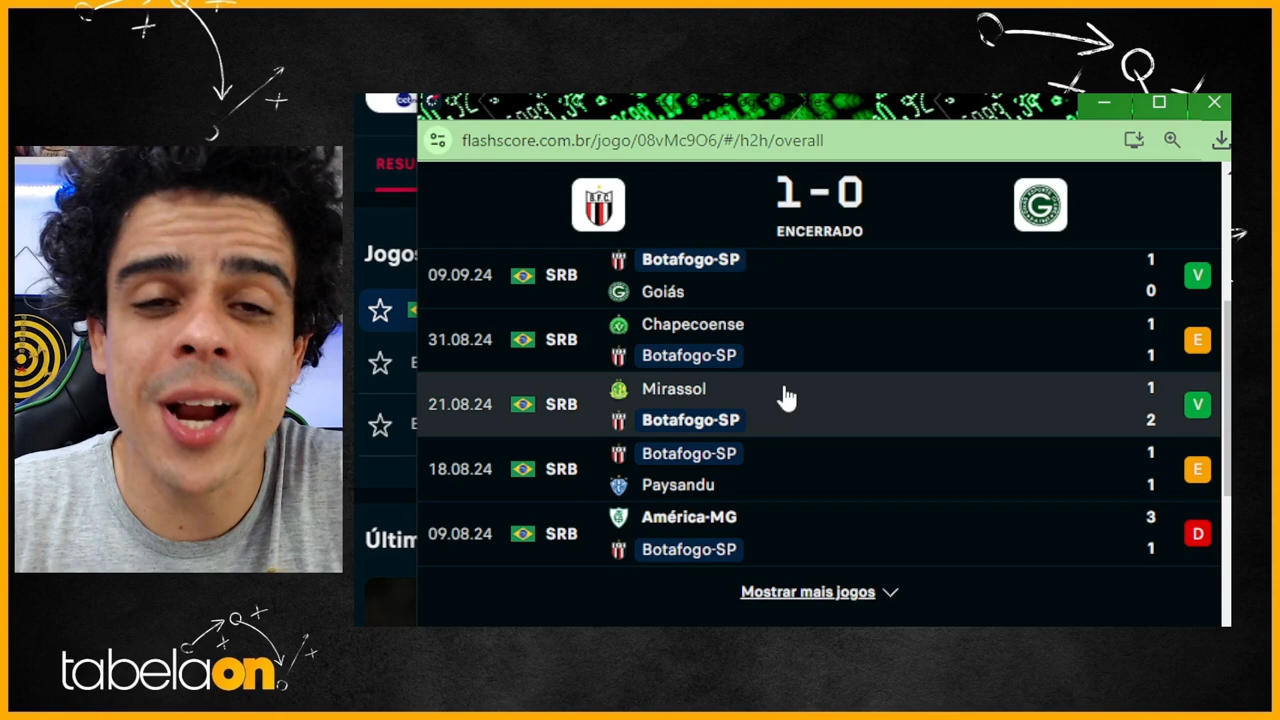 flashscore.com.br/jogo/08vMc9O6/#/h2h/overall
RESU
1 - 0
ENCERRADO
Jogos
09.09.24 SRB Botafogo-SP 1 V
Goiás 0
31.08.24 SRB Chapecoense 1 E
Botafogo-SP 1
21.08.24 SRB Mirassol 1 V
Botafogo-SP 2
18.08.24 SRB Botafogo-SP 1 E
Paysandu 1
09.08.24 SRB América-MG 3 D
Botafogo-SP 1
Últim
Mostrar mais jogos
tabelaon